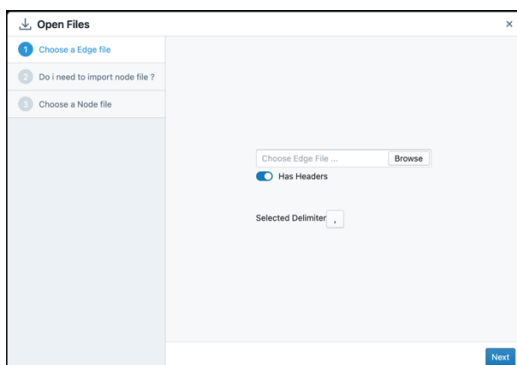 Open Files
×
1 Choose a Edge file
2 Do i need to import node file ?
3 Choose a Node file
Choose Edge File ... Browse
Has Headers
Selected Delimiter ,
Next